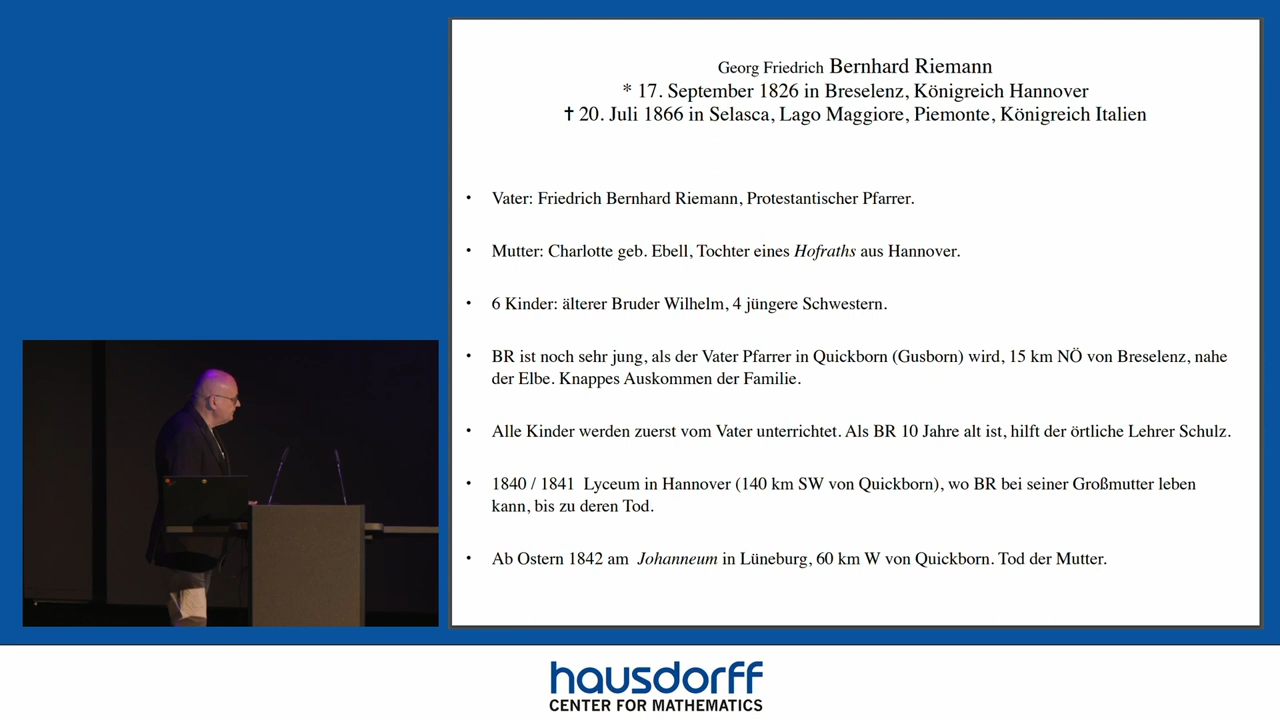 Georg Friedrich Bernhard Riemann
* 17. September 1826 in Breselenz, Königreich Hannover
✝ 20. Juli 1866 in Selasca, Lago Maggiore, Piemonte, Königreich Italien
• Vater: Friedrich Bernhard Riemann, Protestantischer Pfarrer.
• Mutter: Charlotte geb. Ebell, Tochter eines Hofraths aus Hannover.
• 6 Kinder: älterer Bruder Wilhelm, 4 jüngere Schwestern.
• BR ist noch sehr jung, als der Vater Pfarrer in Quickborn (Gusborn) wird, 15 km NÖ von Breselenz, nahe
der Elbe. Knappes Auskommen der Familie.
• Alle Kinder werden zuerst vom Vater unterrichtet. Als BR 10 Jahre alt ist, hilft der örtliche Lehrer Schulz.
• 1840 / 1841 Lyceum in Hannover (140 km SW von Quickborn), wo BR bei seiner Großmutter leben
kann, bis zu deren Tod.
• Ab Ostern 1842 am Johanneum in Lüneburg, 60 km W von Quickborn. Tod der Mutter.
hausdorff
CENTER FOR MATHEMATICS